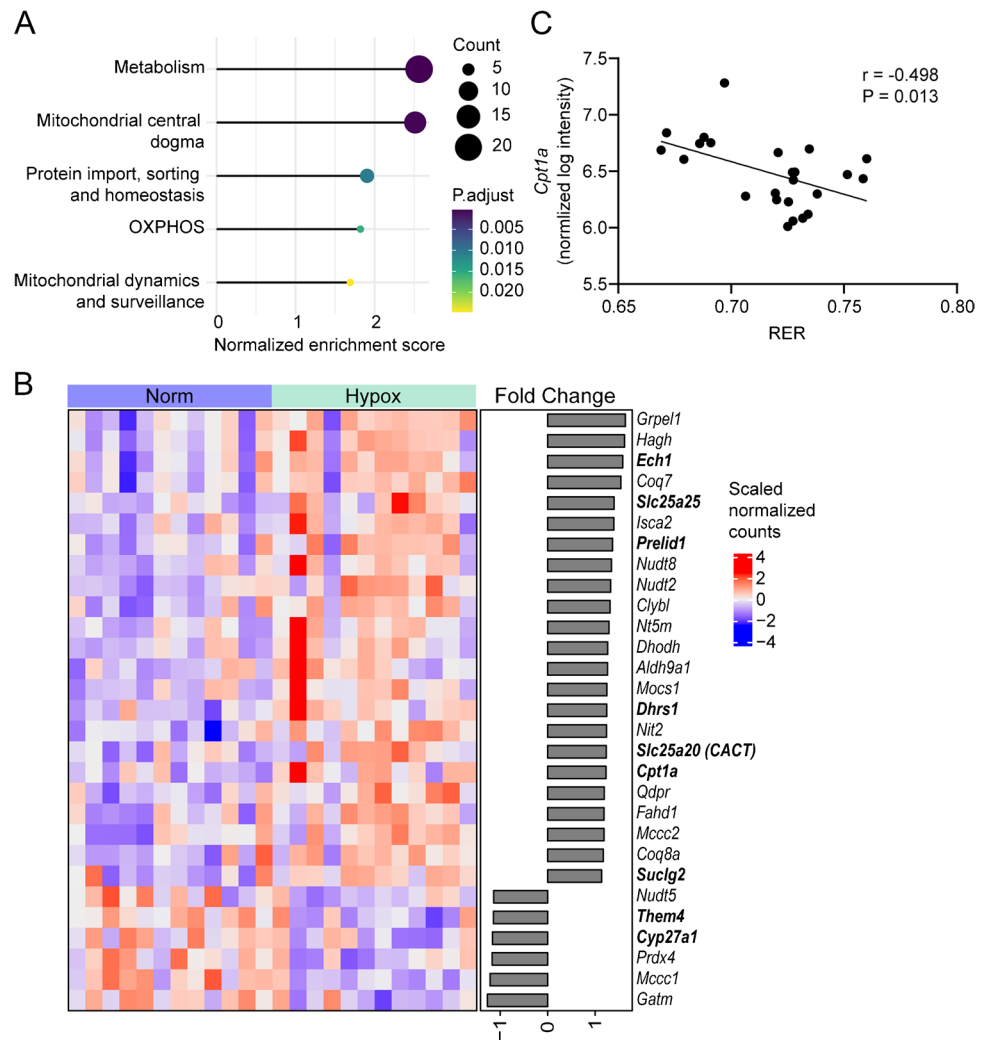 A
Count
Metabolism
5
10
Mitochondrial central
dogma
15
20
Protein import, sorting
and homeostasis
P.adjust
0.005
OXPHOS
0.010
0.015
Mitochondrial dynamics
and surveillance
0.020
0 1 2
Normalized enrichment score
C
7.5
r = -0.498
P = 0.013
7.0
6.5
6.0
5.5
Cpt1a
(normlized log intensity)
0.65 0.70 0.75 0.80
RER
B
Norm Hypox Fold Change
Grpel1
Hagh
Ech1
Coq7
Slc25a25
Isca2
Prelid1
Nudt8
Nudt2
Clybl
Nt5m
Dhodh
Aldh9a1
Mocs1
Dhrs1
Nit2
Slc25a20 (CACT)
Cpt1a
Qdpr
Fahd1
Mccc2
Coq8a
Suclg2
Nudt5
Them4
Cyp27a1
Prdx4
Mccc1
Gatm
−1 0 1
Scaled
normalized
counts
4
2
0
−2
−4